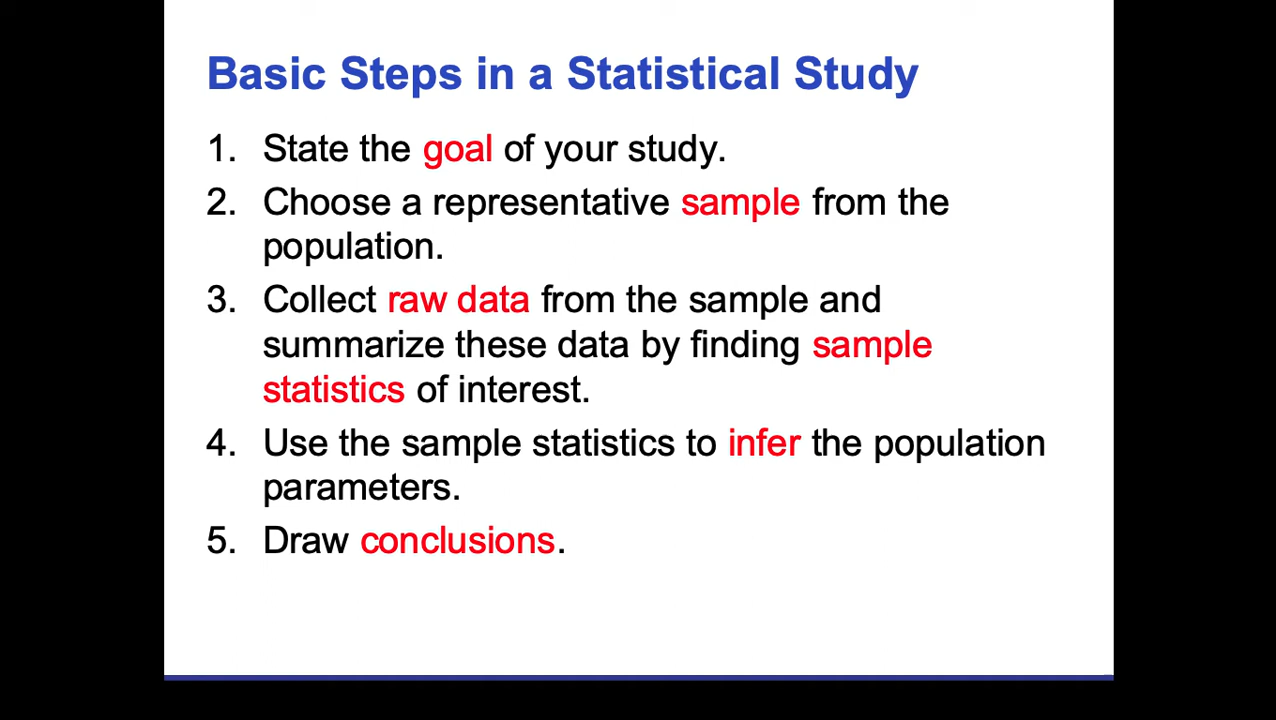 Basic Steps in a Statistical Study
1. State the goal of your study.
2. Choose a representative sample from the
population.
3. Collect raw data from the sample and
summarize these data by finding sample
statistics of interest.
4. Use the sample statistics to infer the population
parameters.
5. Draw conclusions.